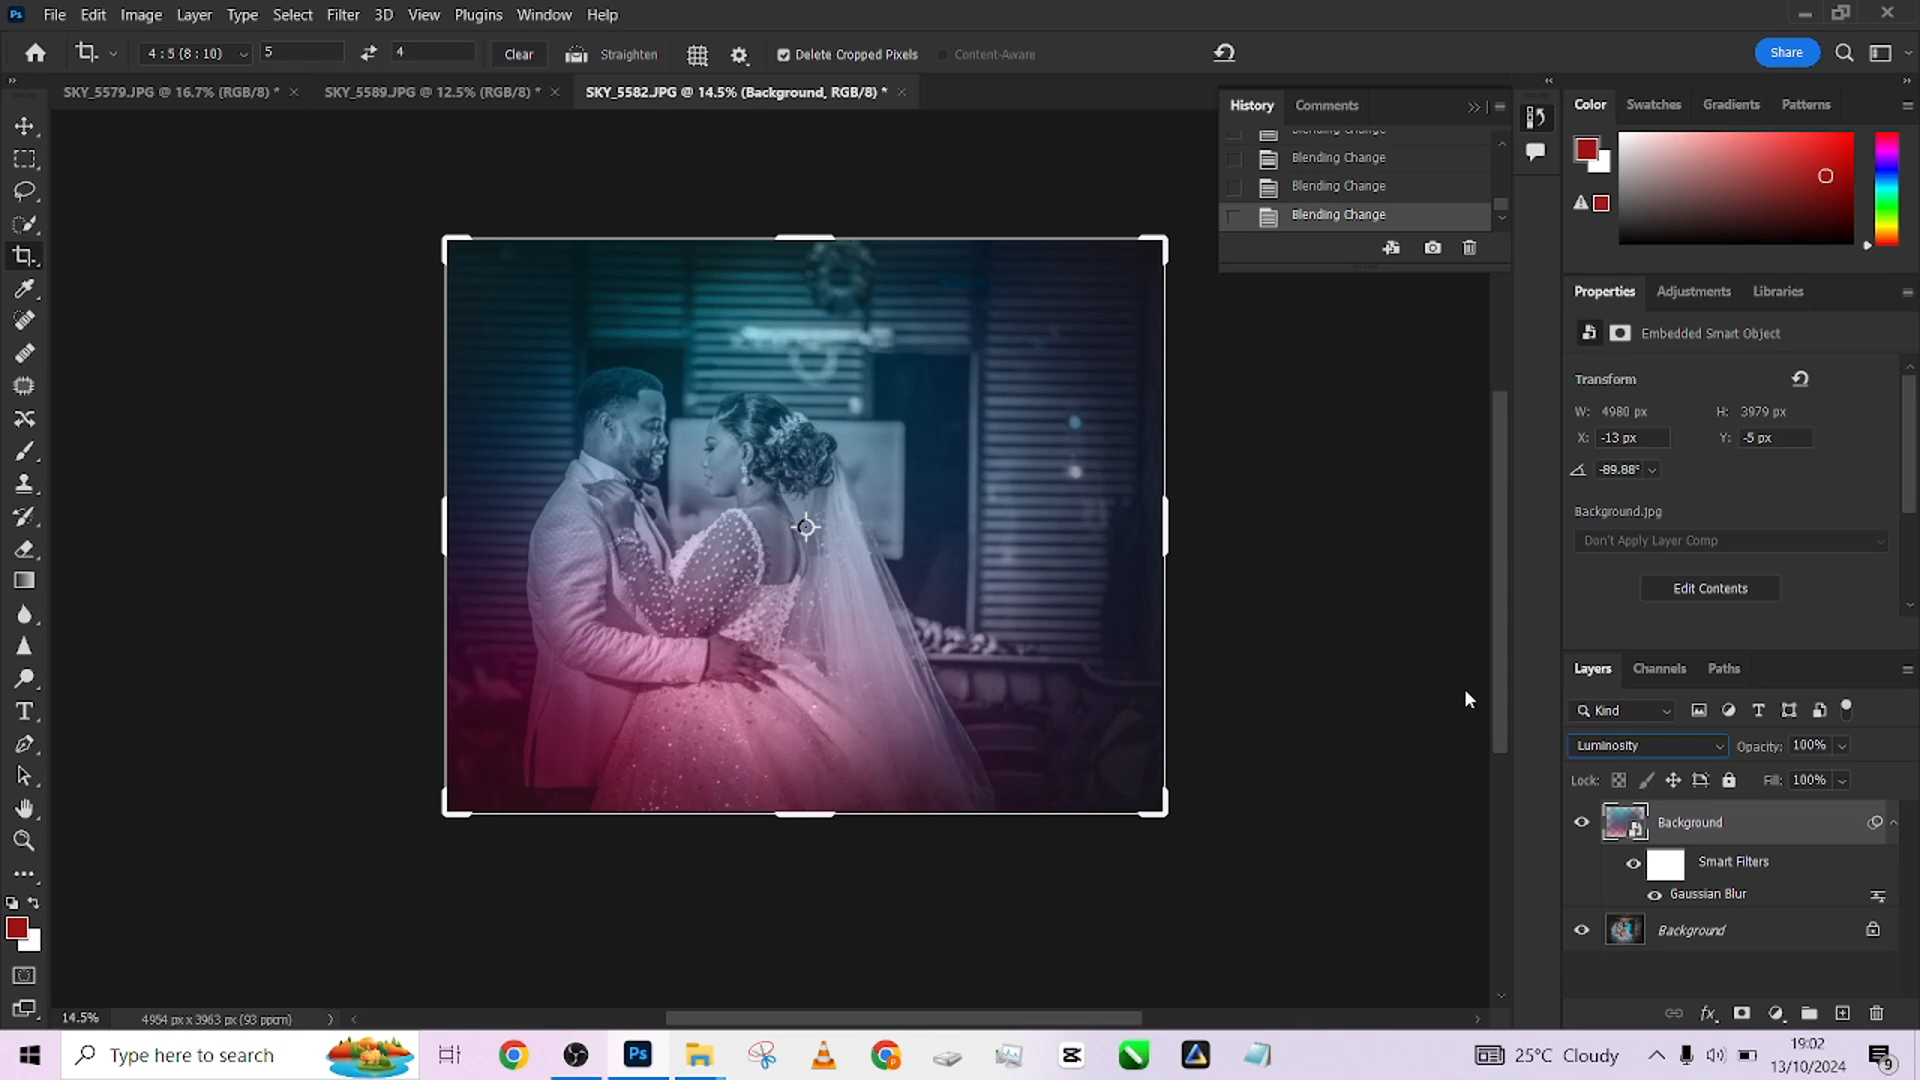 Ps File Edit Image Layer Type Select Filter 3D View Plugins Window Help
4 : 5 (8 : 10) 5 4 Clear Straighten Delete Cropped Pixels Content-Aware Share
SKY_5579.JPG @ 16.7% (RGB/8) * SKY_5589.JPG @ 12.5% (RGB/8) * SKY_5582.JPG @ 14.5% (Background, RGB/8) *
History Comments
Blending Change
Blending Change
Blending Change
Blending Change
Color Swatches Gradients Patterns
Properties Adjustments Libraries
Embedded Smart Object
Transform
W: 4980 px H: 3979 px
X: -13 px Y: -5 px
-89.88°
Background.jpg
Don't Apply Layer Comp
Edit Contents
Layers Channels Paths
Kind
Luminosity Opacity: 100%
Lock: Fill: 100%
Background
Smart Filters
Gaussian Blur
Background
fx
14.5% 4954 px x 3963 px (93 ppcm)
Type here to search
Ps
25°C Cloudy
19:02
13/10/2024
9